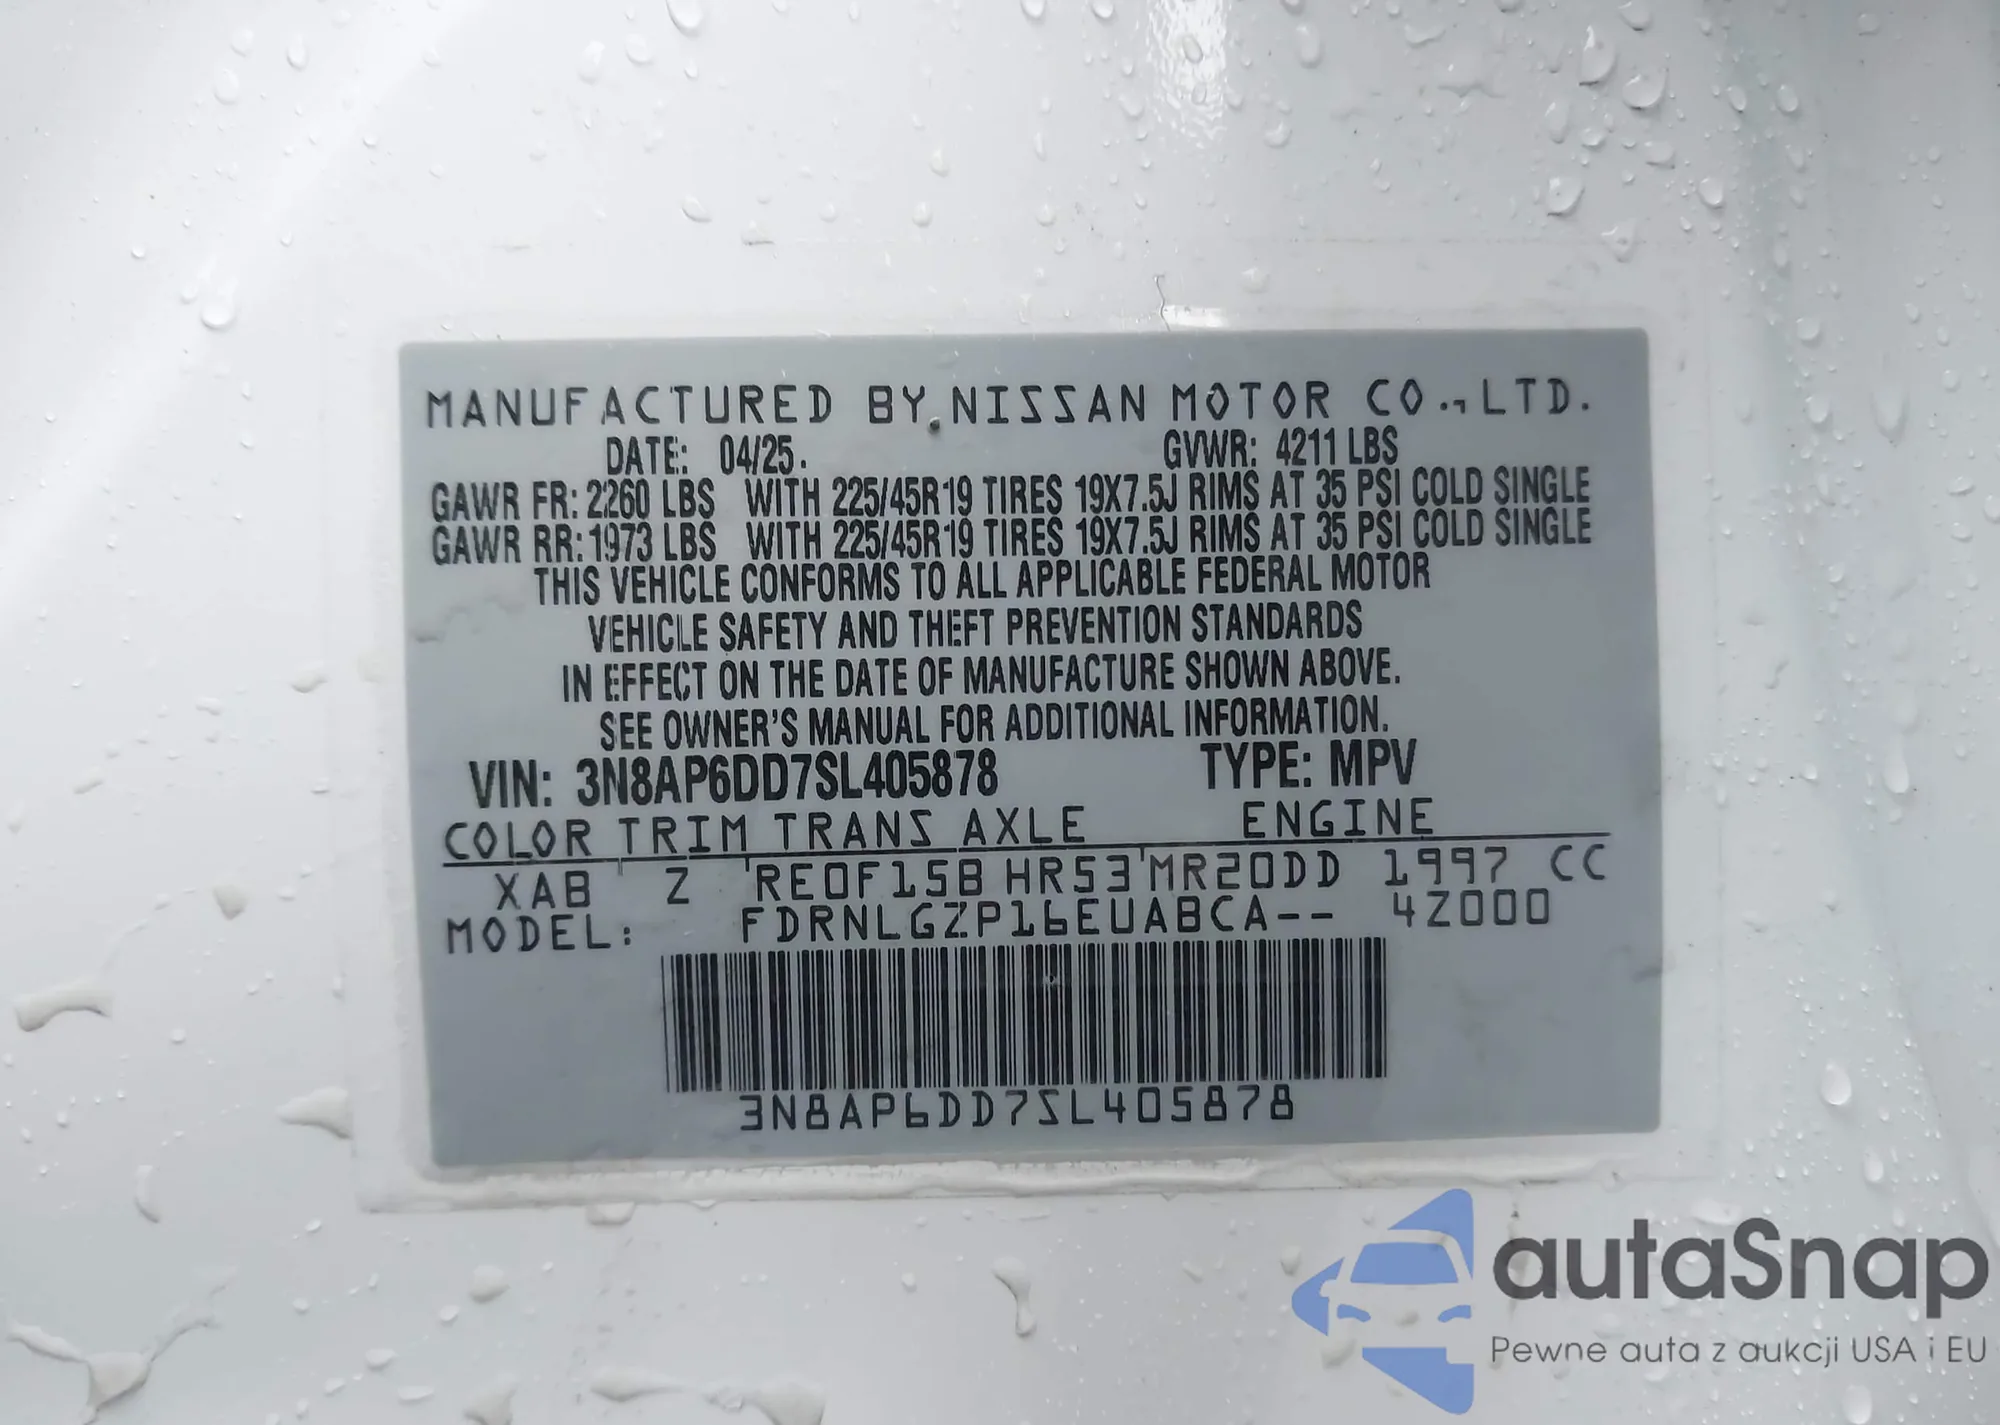 MANUFACTURED BY NISSAN MOTOR CO., LTD.
DATE: 04/25. GVWR: 4211 LBS
GAWR FR: 2260 LBS WITH 225/45R19 TIRES 19X7.5J RIMS AT 35 PSI COLD SINGLE
GAWR RR: 1973 LBS WITH 225/45R19 TIRES 19X7.5J RIMS AT 35 PSI COLD SINGLE
THIS VEHICLE CONFORMS TO ALL APPLICABLE FEDERAL MOTOR
VEHICLE SAFETY AND THEFT PREVENTION STANDARDS
IN EFFECT ON THE DATE OF MANUFACTURE SHOWN ABOVE.
SEE OWNER'S MANUAL FOR ADDITIONAL INFORMATION.
VIN: 3N8AP6DD7SL405878 TYPE: MPV
COLOR TRIM TRANS AXLE ENGINE
XAB Z RE0F15B HR53 MR20DD 1997 CC
MODEL: FDRNLGZP16EUABCA-- 4Z000
3N8AP6DD7SL405878
autaSnap
Pewne auta z aukcji USA i EU